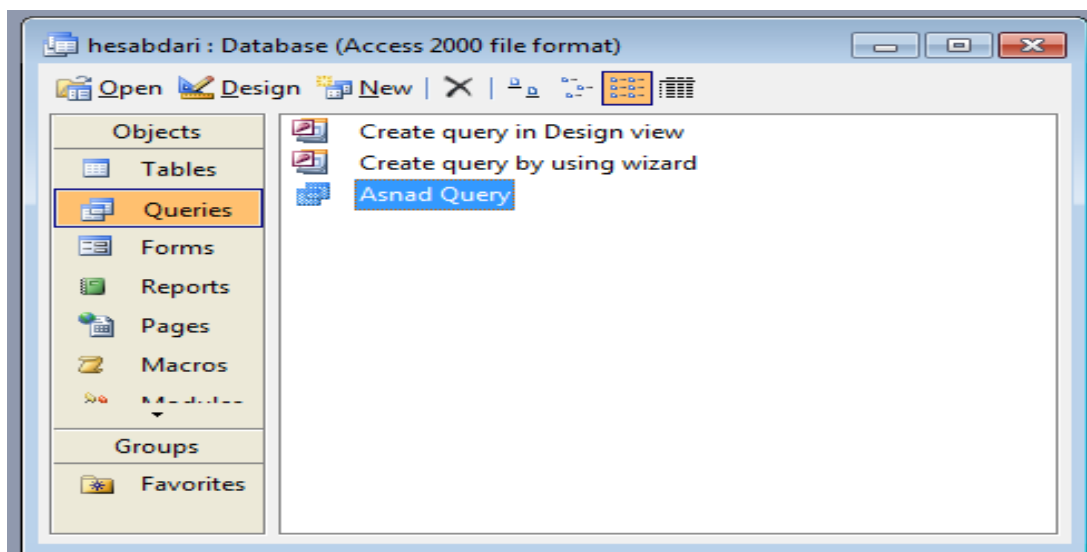 hesabdari : Database (Access 2000 file format)
Open Design New
Objects
Tables
Queries
Forms
Reports
Pages
Macros
Groups
Favorites
Create query in Design view
Create query by using wizard
Asnad Query